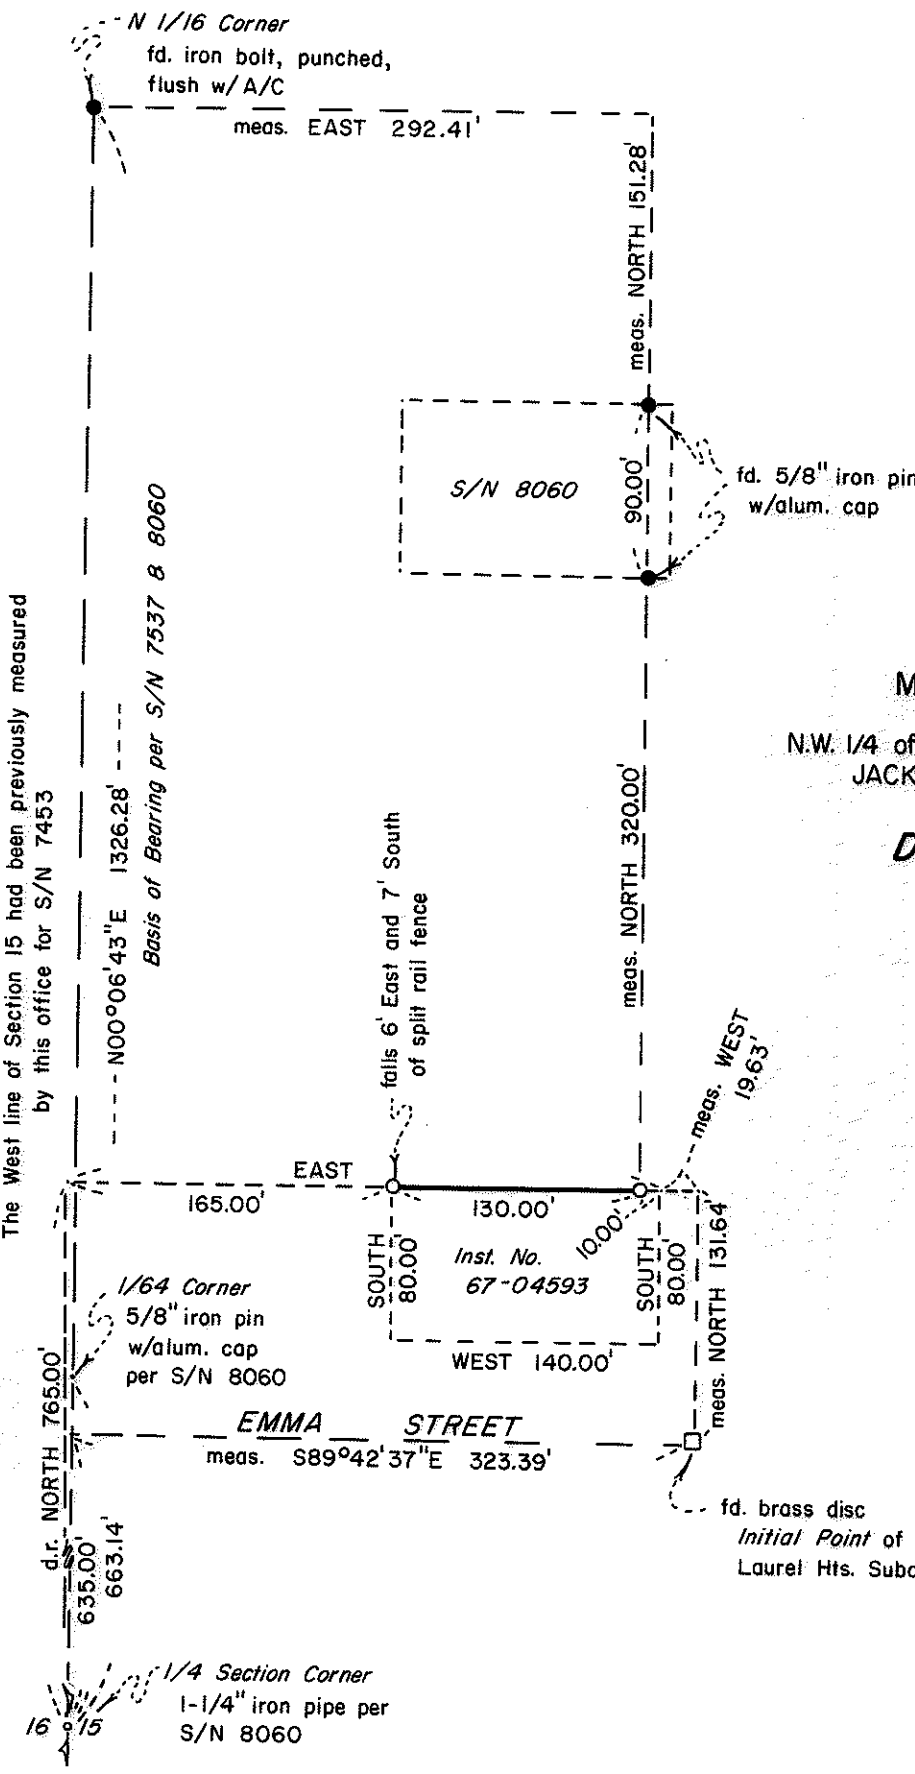 N 1/16 Corner
fd. iron bolt, punched,
flush w/A/C
meas. EAST 292.41'
meas. NORTH 151.28'
S/N 8060
90.00'
fd. 5/8" iron pin
w/alum. cap
The West line of Section 15 had been previously measured
by this office for S/N 7453
N00°06'43"E 1326.28'
Basis of Bearing per S/N 7537 & 8060
M
N.W. 1/4 of
JACK
D
meas. NORTH 320.00'
falls 6' East and 7' South
of split rail fence
meas. WEST
19.63'
EAST
165.00'
130.00'
10.00'
SOUTH
80.00'
Inst. No.
67-04593
SOUTH
80.00'
meas. NORTH 131.64'
WEST 140.00'
1/64 Corner
5/8" iron pin
w/alum. cap
per S/N 8060
d.r. NORTH 765.00'
EMMA STREET
meas. S89°42'37"E 323.39'
635.00'
663.14'
fd. brass disc
Initial Point of
Laurel Hts. Subd
1/4 Section Corner
1-1/4" iron pipe per
S/N 8060
16 15